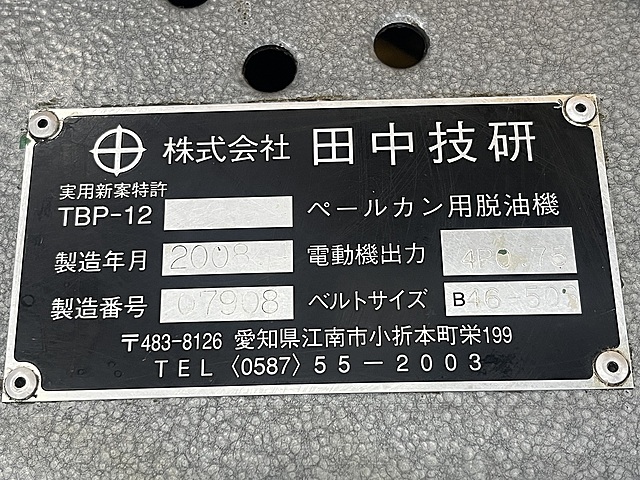 株式会社 田中技研
実用新案特許
TBP-12 ペールカン用脱油機
製造年月 2008 電動機出力
製造番号 07908 ベルトサイズ B46-50
〒483-8126 愛知県江南市小折本町栄199
TEL〈0587〉55-2003